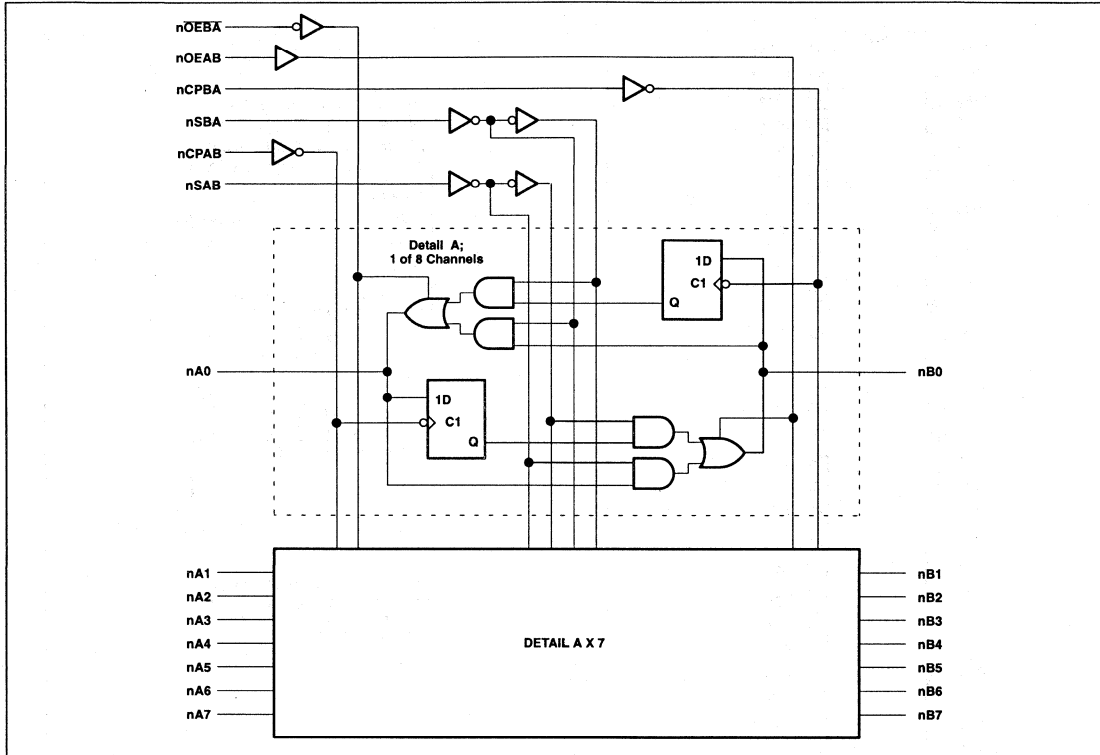 nOEBA
nOEAB
nCPBA
nSBA
nCPAB
nSAB
Detail A;
1 of 8 Channels
1D
C1
Q
nA0
nB0
1D
C1
Q
nA1
nB1
nA2
nB2
nA3
nB3
DETAIL A X 7
nA4
nB4
nA5
nB5
nA6
nB6
nA7
nB7